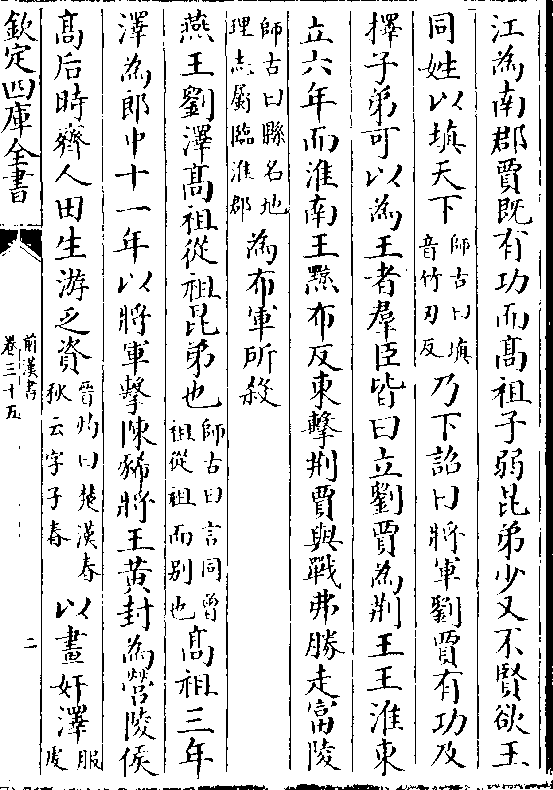 江為南郡賈既有功而髙祖子弱昆弟少又不賢欲王
同姓以填天下師古曰填音竹刃反乃下詔曰將軍劉賈有功及
擇子弟可以為王者羣臣皆曰立劉賈為荆王王淮東
立六年而淮南王黥布反東擊荆賈與戰弗勝走富陵
師古曰縣名地理志屬臨淮郡為布軍所殺
燕王劉澤髙祖從祖昆弟也師古曰言同曾祖從祖而别也髙祖三年
澤為郎中十一年以將軍擊陳豨將王黄封為營陵侯
髙后時齊人田生游乏資晉灼曰楚漢春秋云字子春以畫奸澤服䖍
欽定四庫全書
前漢書
卷三十五
二